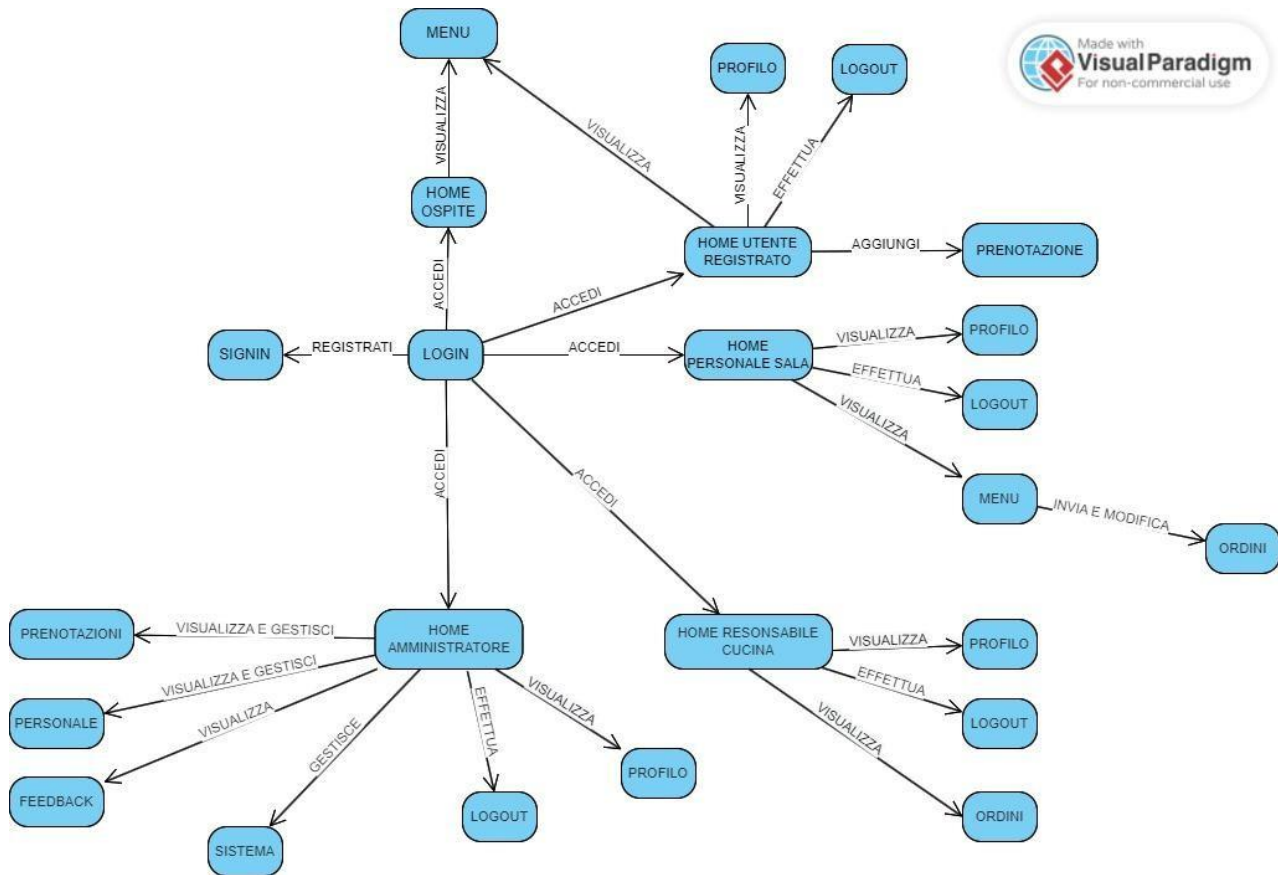 MENU
Made with
VisualParadigm
For non-commercial use
PROFILO
LOGOUT
VISUALIZZA
VISUALIZZA
VISUALIZZA
EFFETTUA
HOME
OSPITE
HOME UTENTE
REGISTRATO
AGGIUNGI
PRENOTAZIONE
ACCEDI
ACCEDI
SIGNIN
REGISTRATI
LOGIN
ACCEDI
HOME
PERSONALE SALA
VISUALIZZA
PROFILO
EFFETTUA
LOGOUT
VISUALIZZA
MENU
INVIA E MODIFICA
ORDINI
ACCEDI
ACCEDI
PRENOTAZIONI
VISUALIZZA E GESTISCI
HOME
AMMINISTRATORE
HOME RESONSABILE
CUCINA
VISUALIZZA
PROFILO
EFFETTUA
LOGOUT
VISUALIZZA
ORDINI
VISUALIZZA E GESTISCI
PERSONALE
VISUALIZZA
FEEDBACK
GESTISCE
SISTEMA
EFFETTUA
LOGOUT
VISUALIZZA
PROFILO